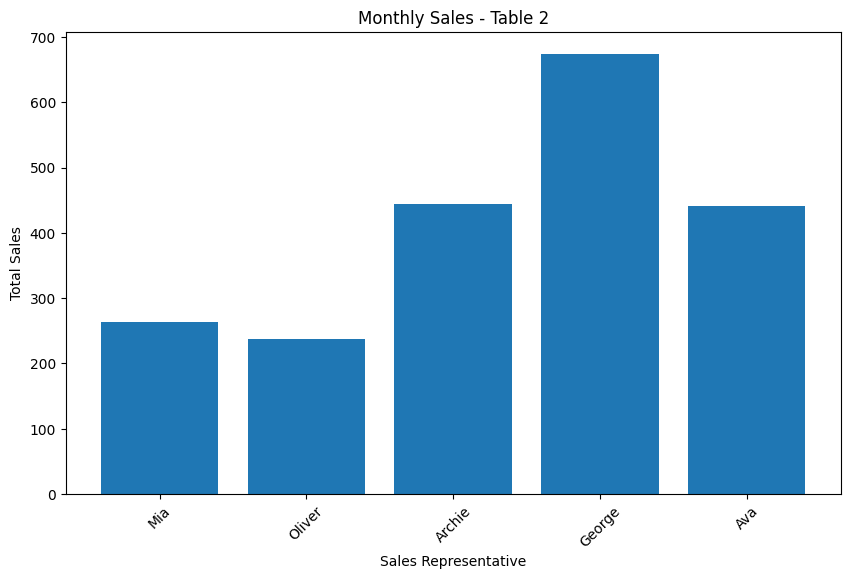 Monthly Sales - Table 2
Total Sales
700
600
500
400
300
200
100
0
Mia
Oliver
Archie
George
Ava
Sales Representative